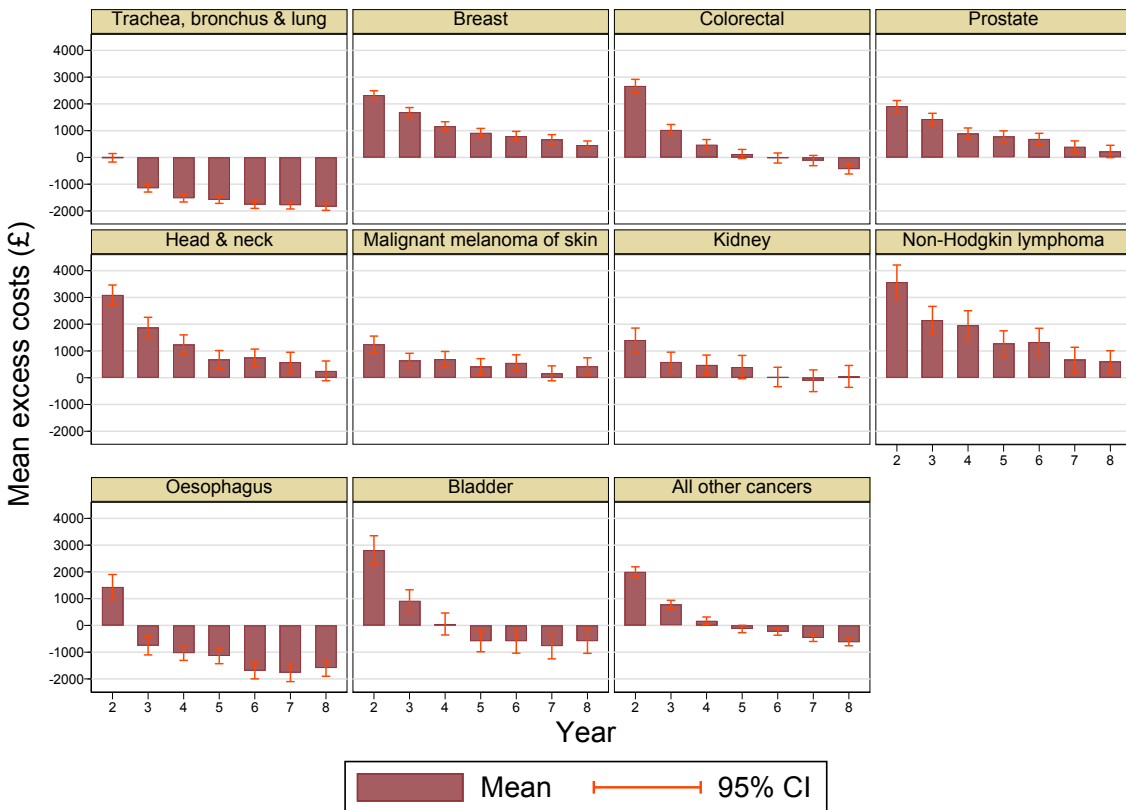 Trachea, bronchus & lung
Breast
Colorectal
Prostate
4000
3000
2000
1000
0
-1000
-2000
Head & neck
Malignant melanoma of skin
Kidney
Non-Hodgkin lymphoma
4000
3000
2000
1000
0
-1000
-2000
2 3 4 5 6 7 8
Oesophagus
Bladder
All other cancers
4000
3000
2000
1000
0
-1000
-2000
2 3 4 5 6 7 8
2 3 4 5 6 7 8
2 3 4 5 6 7 8
Mean excess costs (£)
Year
Mean
95% CI